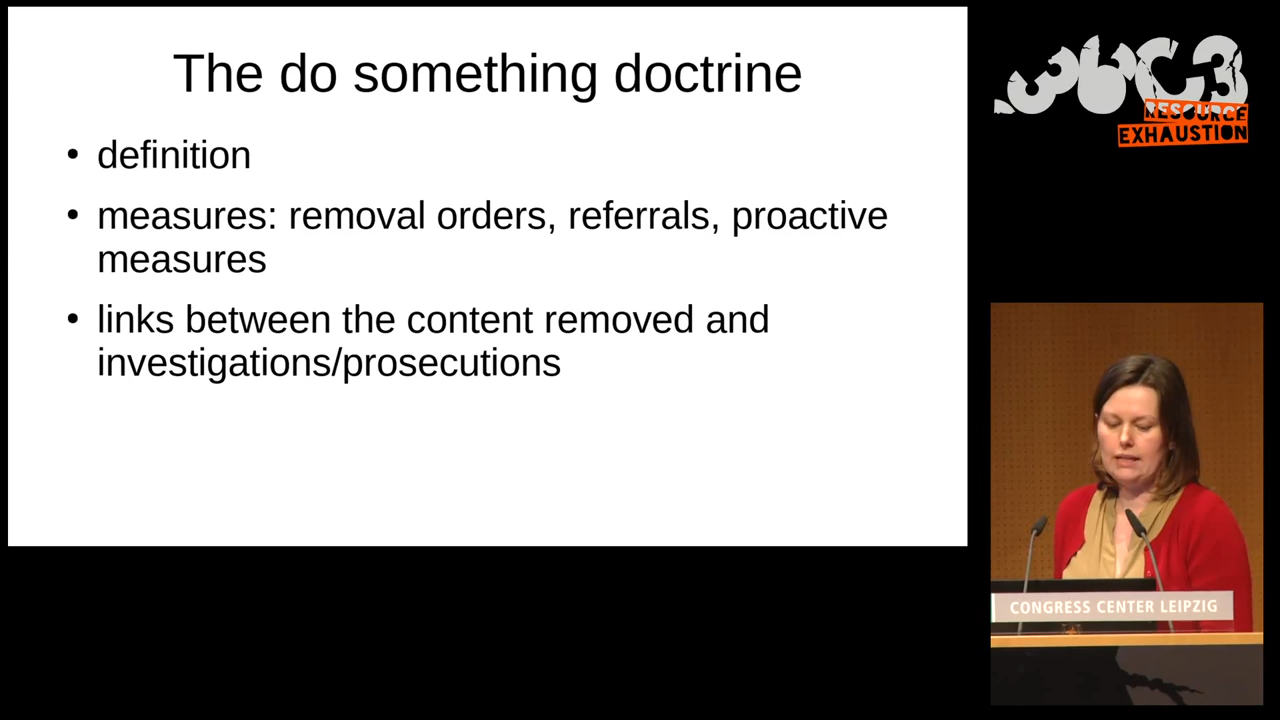 The do something doctrine
• definition
• measures: removal orders, referrals, proactive
measures
• links between the content removed and
investigations/prosecutions
36C3
RESOURCE
EXHAUSTION
CONGRESS CENTER LEIPZIG